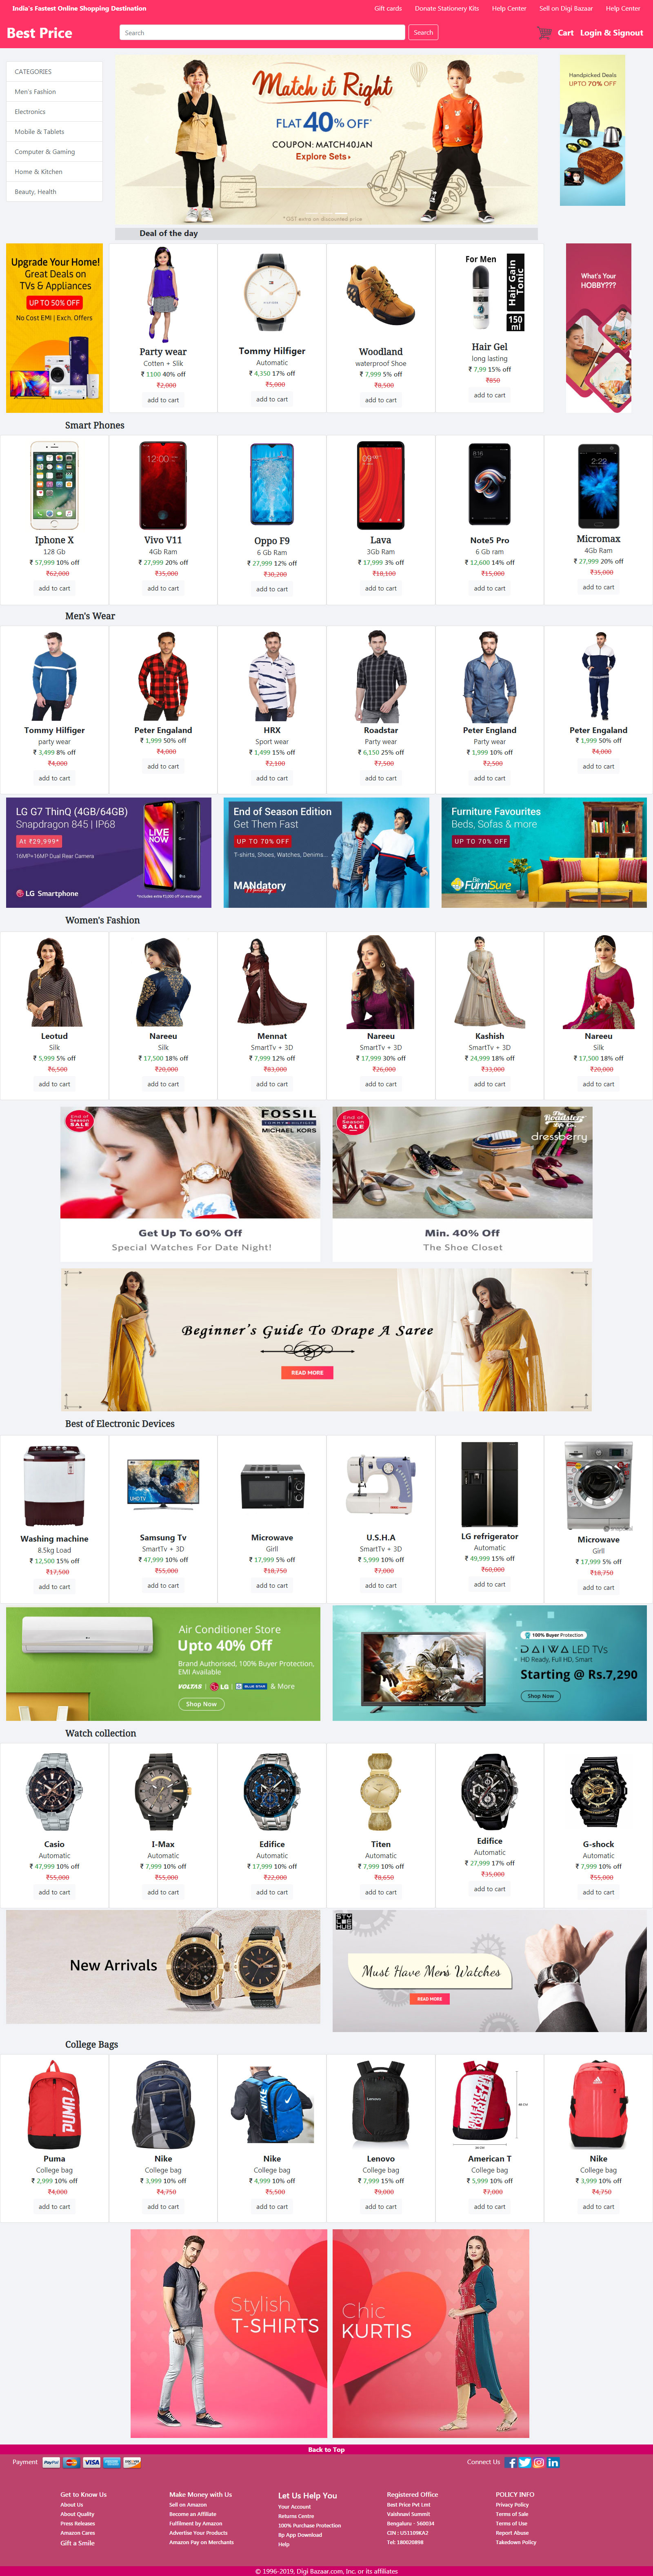 India's Fastest Online Shopping Destination
Gift cards Donate Stationery Kits Help Center Sell on Digi Bazaar Help Center
Best Price
Search
Search
Cart Login & Signout
CATEGORIES
Men's Fashion
Electronics
Mobile & Tablets
Computer & Gaming
Home & Kitchen
Beauty, Health
Match it Right
FLAT 40% OFF*
COUPON: MATCH40JAN
Explore Sets
*GST extra on discounted price
Handpicked Deals
UPTO 70% OFF
Deal of the day
Upgrade Your Home!
Great Deals on
TVs & Appliances
UP TO 50% OFF
No Cost EMI | Exch. Offers
Party wear
Cotten + Slik
₹ 1100 40% off
₹2,000
add to cart
Tommy Hilfiger
Automatic
₹ 4,350 17% off
₹5,000
add to cart
Woodland
waterproof Shoe
₹ 7,999 5% off
₹8,500
add to cart
For Men
Hair Gain
Tonic
150
ml
Hair Gel
long lasting
₹ 7,99 15% off
₹850
add to cart
What's Your
HOBBY???
Smart Phones
Iphone X
128 Gb
₹ 57,999 10% off
₹62,000
add to cart
12:00
Vivo V11
4Gb Ram
₹ 27,999 20% off
₹35,000
add to cart
Oppo F9
6 Gb Ram
₹ 27,999 12% off
₹30,200
add to cart
Lava
3Gb Ram
₹ 17,999 3% off
₹18,100
add to cart
Note5 Pro
6 Gb ram
₹ 12,600 14% off
₹15,000
add to cart
2:22
Micromax
4Gb Ram
₹ 27,999 20% off
₹35,000
add to cart
Men's Wear
Tommy Hilfiger
party wear
₹ 3,499 8% off
₹4,000
add to cart
Peter Engaland
₹ 1,999 50% off
₹4,000
add to cart
HRX
Sport wear
₹ 1,499 15% off
₹2,100
add to cart
Roadstar
Party wear
₹ 6,150 25% off
₹7,500
add to cart
Peter England
Party wear
₹ 1,999 10% off
₹2,500
add to cart
Peter Engaland
₹ 1,999 50% off
₹4,000
add to cart
LG G7 ThinQ (4GB/64GB)
Snapdragon 845 | IP68
At ₹29,999*
16MP+16MP Dual Rear Camera
LIVE
NOW
LG Smartphone
*Includes extra ₹3,000 off on exchange
End of Season Edition
Get Them Fast
UP TO 70% OFF
T-shirts, Shoes, Watches, Denims...
MANdatory
Furniture Favourites
Beds, Sofas & more
UP TO 70% OFF
Be
FurniSure
Women's Fashion
Leotud
Silk
₹ 5,999 5% off
₹6,500
add to cart
Nareeu
Silk
₹ 17,500 18% off
₹20,000
add to cart
Mennat
SmartTv + 3D
₹ 7,999 12% off
₹83,000
add to cart
Nareeu
SmartTv + 3D
₹ 17,999 30% off
₹26,000
add to cart
Kashish
SmartTv + 3D
₹ 24,999 18% off
₹33,000
add to cart
Nareeu
Silk
₹ 17,500 18% off
₹20,000
add to cart
End of
Season
SALE
FOSSIL
TOMMY HILFIGER
MICHAEL KORS
Get Up To 60% Off
Special Watches For Date Night!
End of
Season
SALE
The Roadster
dressberry
Min. 40% Off
The Shoe Closet
Beginner's Guide To Drape A Saree
READ MORE
Best of Electronic Devices
Washing machine
8.5kg Load
₹ 12,500 15% off
₹17,500
add to cart
UHD TV
Samsung Tv
SmartTv + 3D
₹ 47,999 10% off
₹55,000
add to cart
Microwave
Girll
₹ 17,999 5% off
₹18,750
add to cart
U.S.H.A
SmartTv + 3D
₹ 5,999 10% off
₹7,000
add to cart
LG refrigerator
Automatic
₹ 49,999 15% off
₹60,000
add to cart
Microwave
Girll
₹ 17,999 5% off
₹18,750
add to cart
Air Conditioner Store
Upto 40% Off
Brand Authorised, 100% Buyer Protection,
EMI Available
VOLTAS | LG | BLUE STAR & More
Shop Now
100% Buyer Protection
DAIWA LED TVs
HD Ready, Full HD, Smart
Starting @ Rs.7,290
Shop Now
Watch collection
Casio
Automatic
₹ 47,999 10% off
₹55,000
add to cart
I-Max
Automatic
₹ 7,999 10% off
₹55,000
add to cart
Edifice
Automatic
₹ 17,999 10% off
₹22,000
add to cart
Titen
Automatic
₹ 7,999 10% off
₹8,650
add to cart
Edifice
Automatic
₹ 27,999 17% off
₹35,000
add to cart
G-shock
Automatic
₹ 7,999 10% off
₹55,000
add to cart
New Arrivals
STYLE
HUB
Must Have Men's Watches
READ MORE
College Bags
PUMA
Puma
College bag
₹ 2,999 10% off
₹4,000
add to cart
Nike
College bag
₹ 3,999 10% off
₹4,750
add to cart
NIKE
Nike
College bag
₹ 4,999 10% off
₹5,500
add to cart
Lenovo
Lenovo
College bag
₹ 7,999 15% off
₹9,000
add to cart
American T
College bag
₹ 5,999 10% off
₹7,000
add to cart
adidas
Nike
College bag
₹ 3,999 10% off
₹4,750
add to cart
Stylish
T-SHIRTS
Chic
KURTIS
Back to Top
Payment PayPal VISA
Connect Us
Get to Know Us
About Us
About Quality
Press Releases
Amazon Cares
Gift a Smile
Make Money with Us
Sell on Amazon
Become an Affiliate
Fulfilment by Amazon
Advertise Your Products
Amazon Pay on Merchants
Let Us Help You
Your Account
Returns Centre
100% Purchase Protection
Bp App Download
Help
Registered Office
Best Price Pvt Lmt
Vaishnavi Summit
Bengaluru - 560034
CIN : U51109KA2
Tel: 180020898
POLICY INFO
Privacy Policy
Terms of Sale
Terms of Use
Report Abuse
Takedown Policy
© 1996-2019, Digi Bazaar.com, Inc. or its affiliates